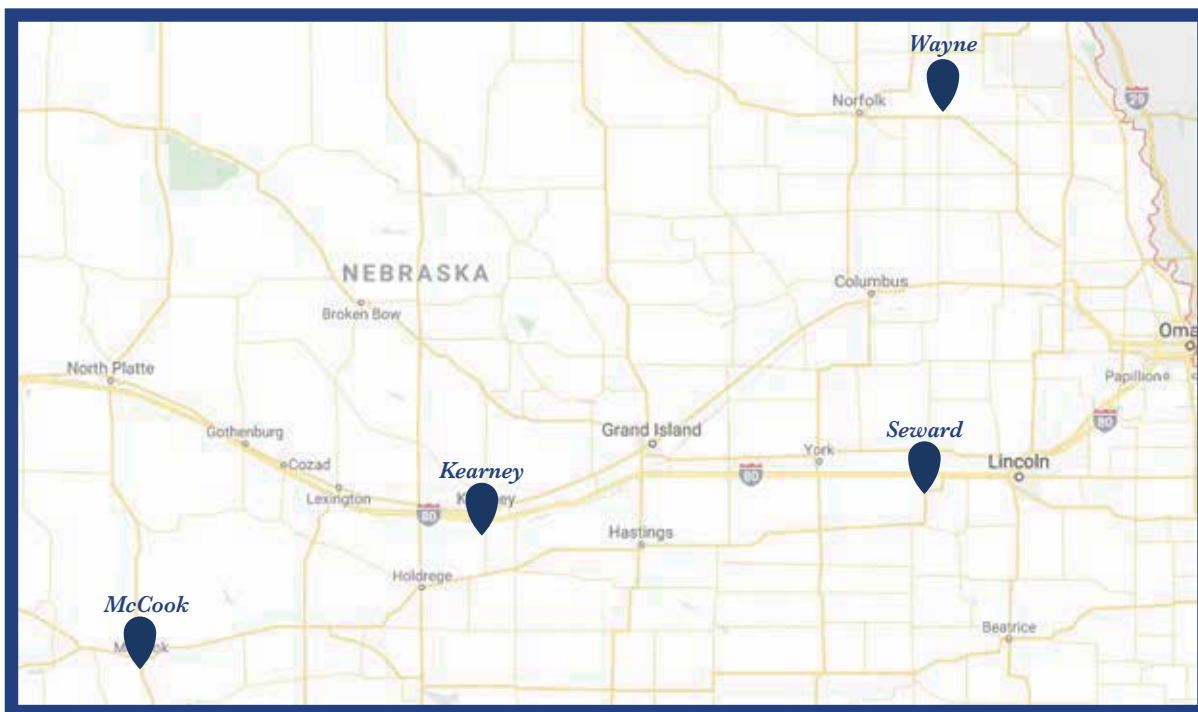 Wayne
Norfolk
29
NEBRASKA
Columbus
Broken Bow
Oma
North Platte
Papillion
80
Gothenburg
Grand Island
Seward
York
Cozad
Kearney
Lincoln
80
Lexington
80
Hastings
Holdrege
McCook
Beatrice